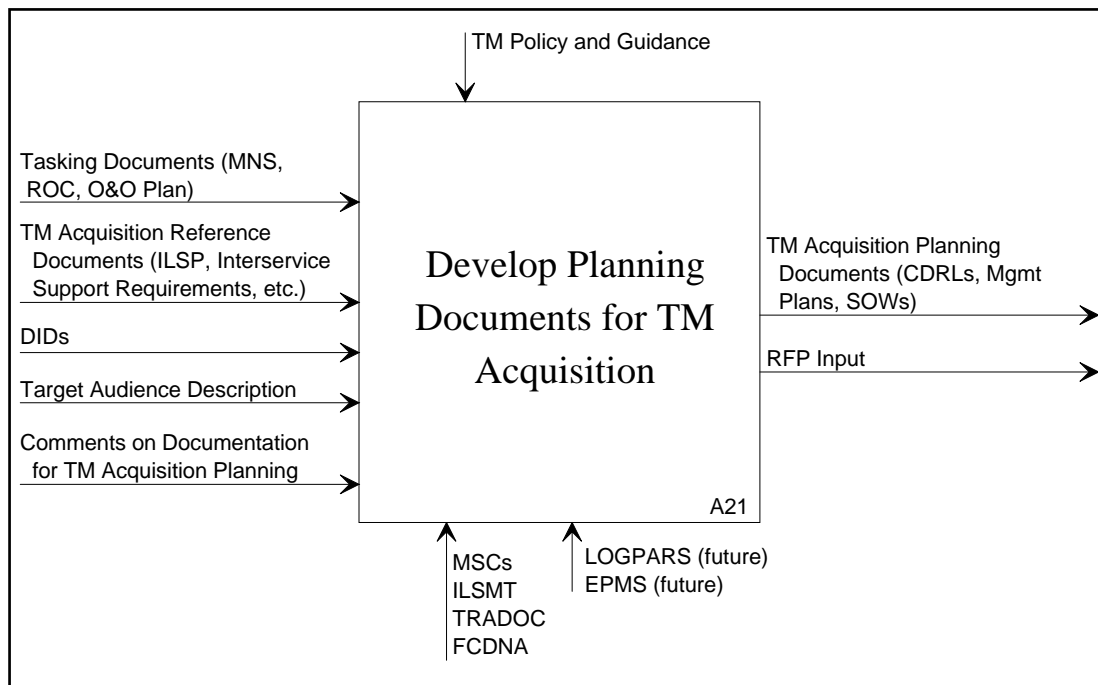 TM Policy and Guidance
Tasking Documents (MNS,
ROC, O&O Plan)
TM Acquisition Reference
Documents (ILSP, Interservice
Support Requirements, etc.)
DIDs
Target Audience Description
Comments on Documentation
for TM Acquisition Planning
Develop Planning
Documents for TM
Acquisition
A21
TM Acquisition Planning
Documents (CDRLs, Mgmt
Plans, SOWs)
RFP Input
MSCs
ILSMT
TRADOC
FCDNA
LOGPARS (future)
EPMS (future)